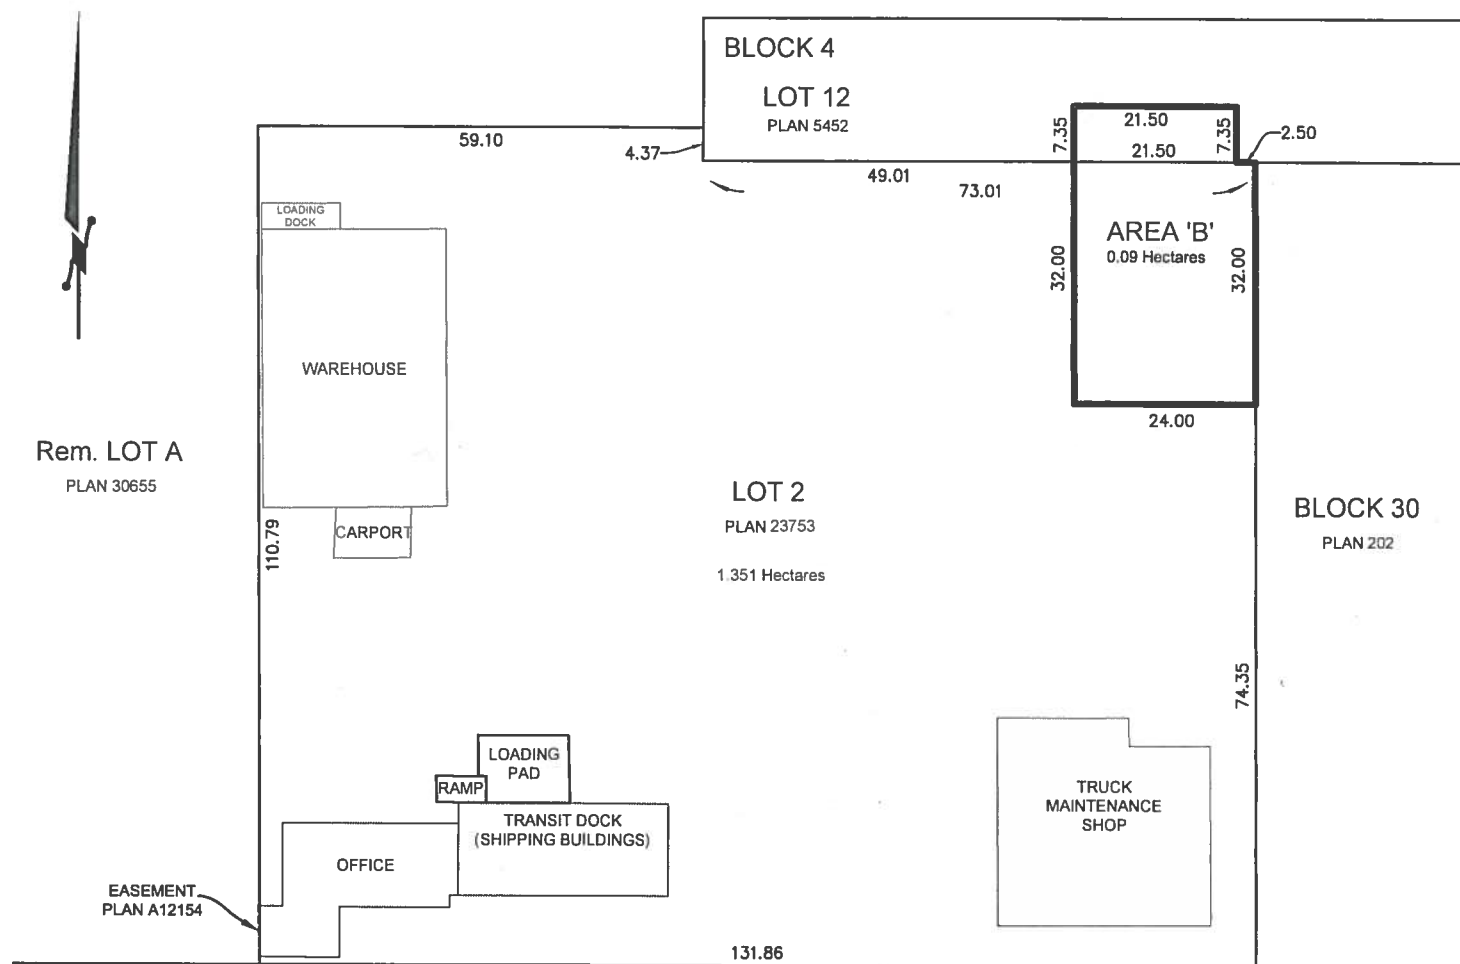 BLOCK 4
LOT 12
PLAN 5452
59.10
4.37
7.35
21.50
7.35
2.50
21.50
49.01
73.01
LOADING
DOCK
AREA 'B'
0.09 Hectares
32.00
32.00
WAREHOUSE
24.00
Rem. LOT A
PLAN 30655
LOT 2
PLAN 23753
1.351 Hectares
BLOCK 30
PLAN 202
110.79
CARPORT
74.35
LOADING
PAD
RAMP
TRANSIT DOCK
(SHIPPING BUILDINGS)
TRUCK
MAINTENANCE
SHOP
OFFICE
EASEMENT
PLAN A12154
131.86